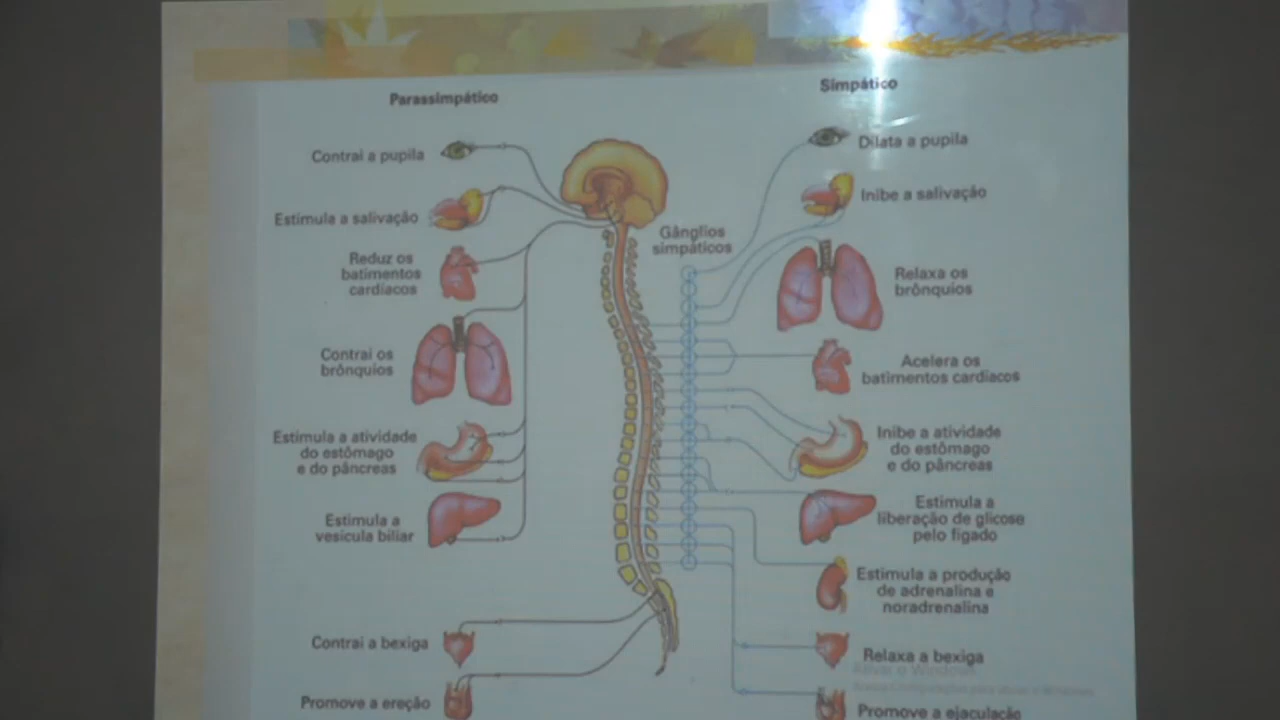 Parassimpático
Contrai a pupila
Estimula a salivação
Reduz os
batimentos
cardíacos
Contrai os
brônquios
Estimula a atividade
do estômago
e do pâncreas
Estimula a
vesícula biliar
Contrai a bexiga
Promove a ereção
Gânglios
simpáticos
Simpático
Dilata a pupila
Inibe a salivação
Relaxa os
brônquios
Acelera os
batimentos cardíacos
Inibe a atividade
do estômago
e do pâncreas
Estimula a
liberação de glicose
pelo fígado
Estimula a produção
de adrenalina e
noradrenalina
Relaxa a bexiga
Ativar o Windows
Promove a ejaculação